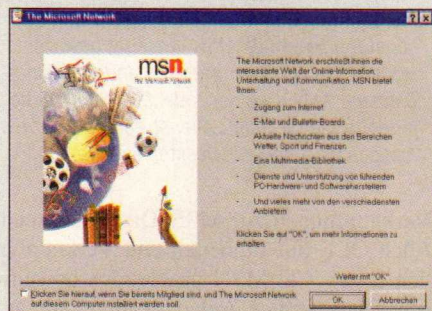 The Microsoft Network
msn.
The Microsoft Network
The Microsoft Network erschließt Ihnen die
interessante Welt der Online-Information,
Unterhaltung und Kommunikation. MSN bietet
Ihnen:
- Zugang zum Internet
- E-Mail und Bulletin-Boards
- Aktuelle Nachrichten aus den Bereichen
Wetter, Sport und Finanzen
- Eine Multimedia-Bibliothek
- Dienste und Unterstützung von führenden
PC-Hardware- und Softwareherstellern
- Und vieles mehr von den verschiedensten
Anbietern
Klicken Sie auf "OK", um mehr Informationen zu
erhalten.
Weiter mit "OK"
Klicken Sie hierauf, wenn Sie bereits Mitglied sind, und The Microsoft Network
auf diesem Computer installiert werden soll.
OK
Abbrechen